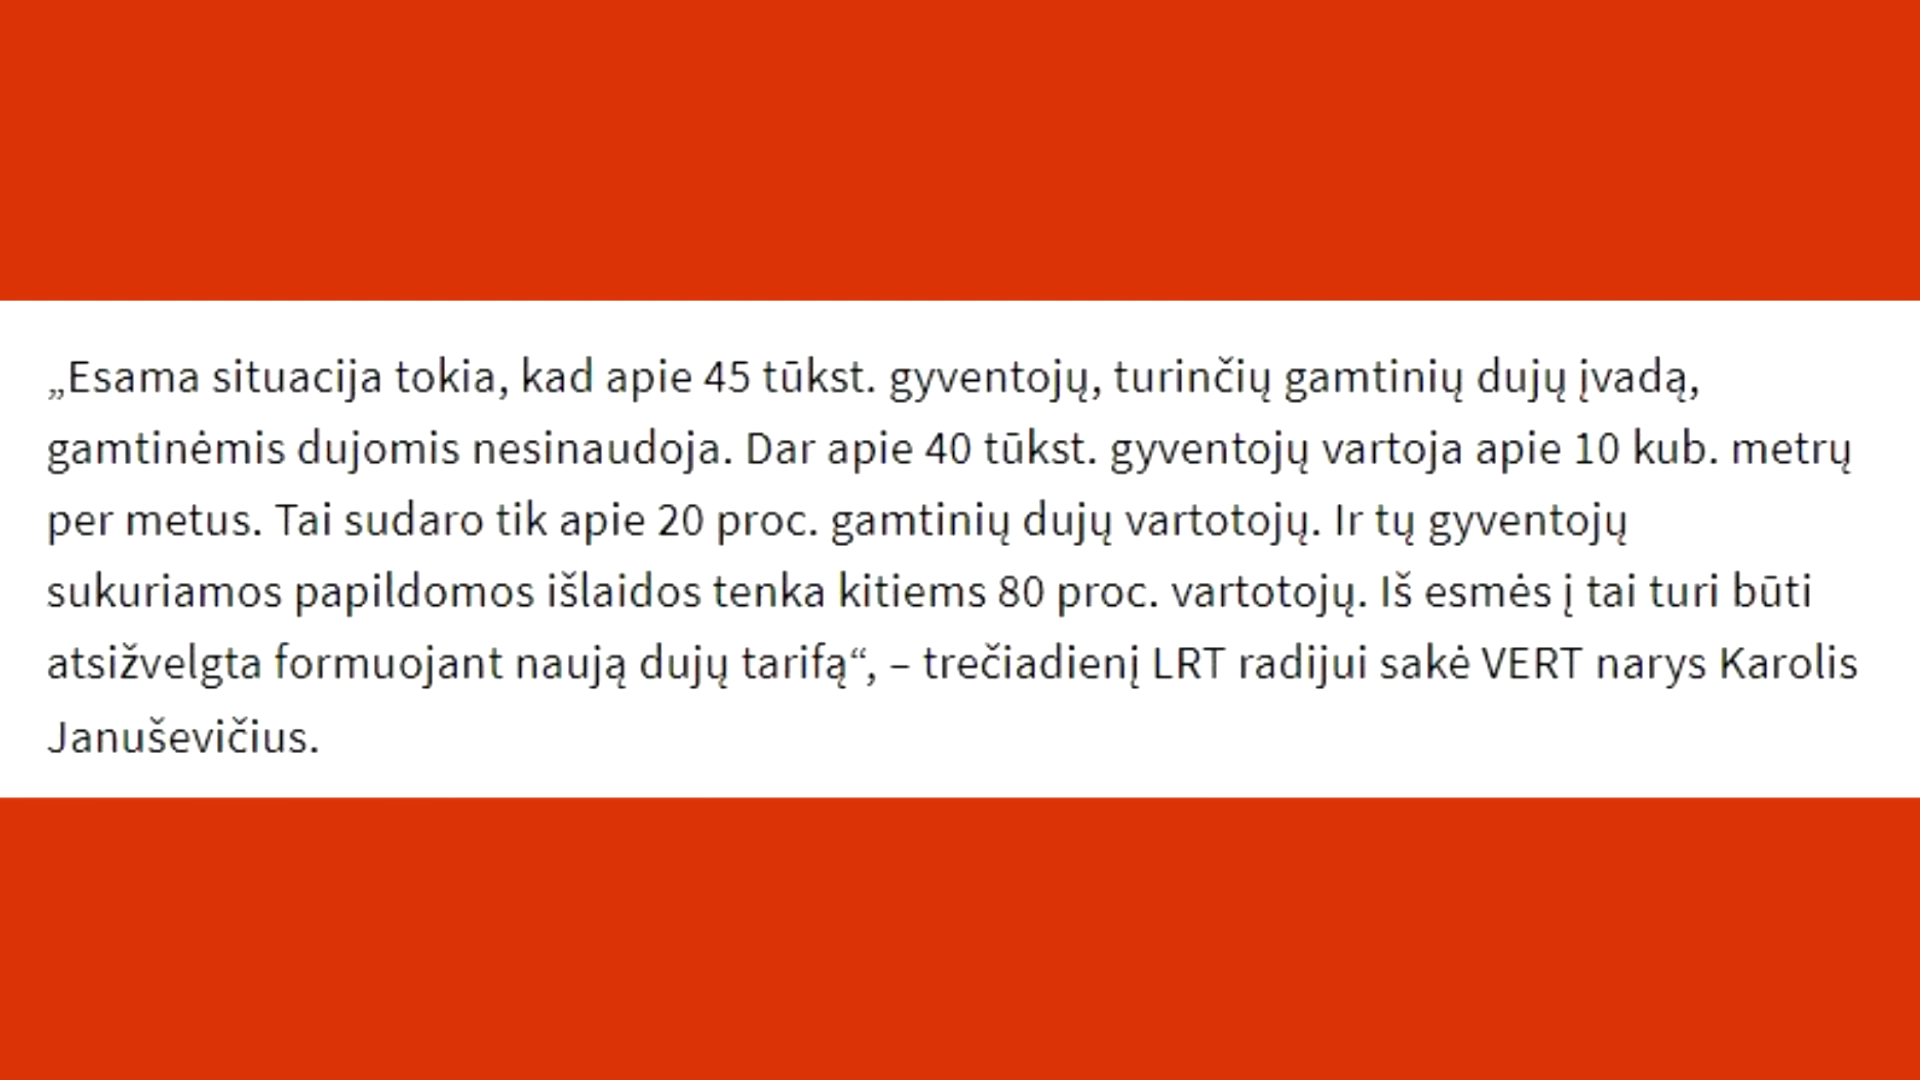 „Esama situacija tokia, kad apie 45 tūkst. gyventojų, turinčių gamtinių dujų įvadą,
gamtinėmis dujomis nesinaudoja. Dar apie 40 tūkst. gyventojų vartoja apie 10 kub. metrų
per metus. Tai sudaro tik apie 20 proc. gamtinių dujų vartotojų. Ir tų gyventojų
sukuriamos papildomos išlaidos tenka kitiems 80 proc. vartotojų. Iš esmės į tai turi būti
atsižvelgta formuojant naują dujų tarifą“, – trečiadienį LRT radijui sakė VERT narys Karolis
Januševičius.